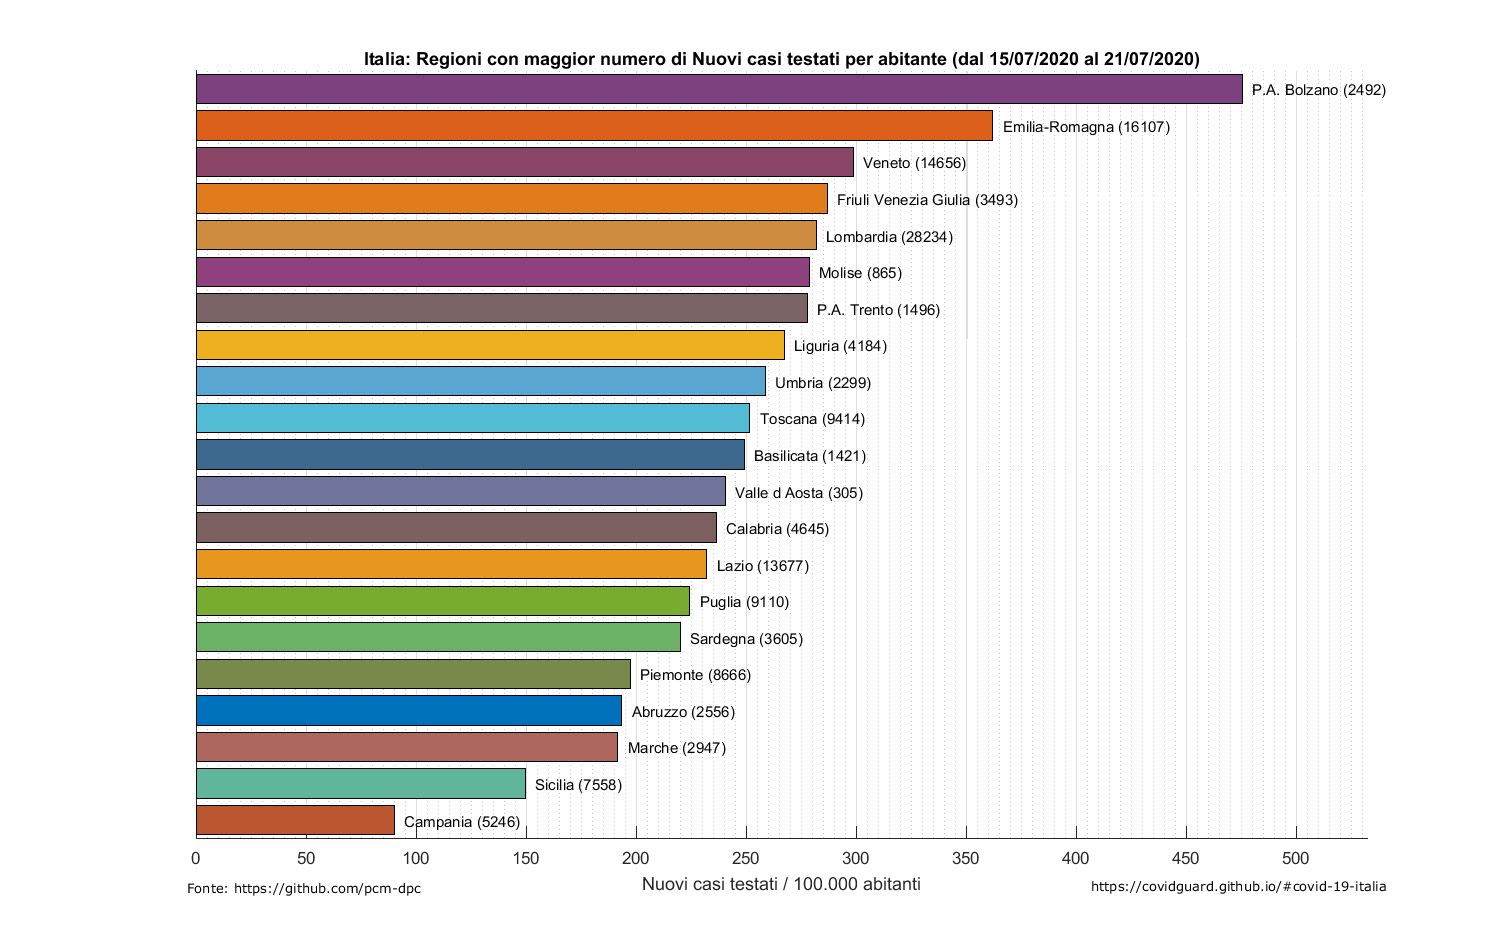 Italia: Regioni con maggior numero di Nuovi casi testati per abitante (dal 15/07/2020 al 21/07/2020)
P.A. Bolzano (2492)
Emilia-Romagna (16107)
Veneto (14656)
Friuli Venezia Giulia (3493)
Lombardia (28234)
Molise (865)
P.A. Trento (1496)
Liguria (4184)
Umbria (2299)
Toscana (9414)
Basilicata (1421)
Valle d Aosta (305)
Calabria (4645)
Lazio (13677)
Puglia (9110)
Sardegna (3605)
Piemonte (8666)
Abruzzo (2556)
Marche (2947)
Sicilia (7558)
Campania (5246)
0 50 100 150 200 250 300 350 400 450 500
Nuovi casi testati / 100.000 abitanti
Fonte: https://github.com/pcm-dpc
https://covidguard.github.io/#covid-19-italia